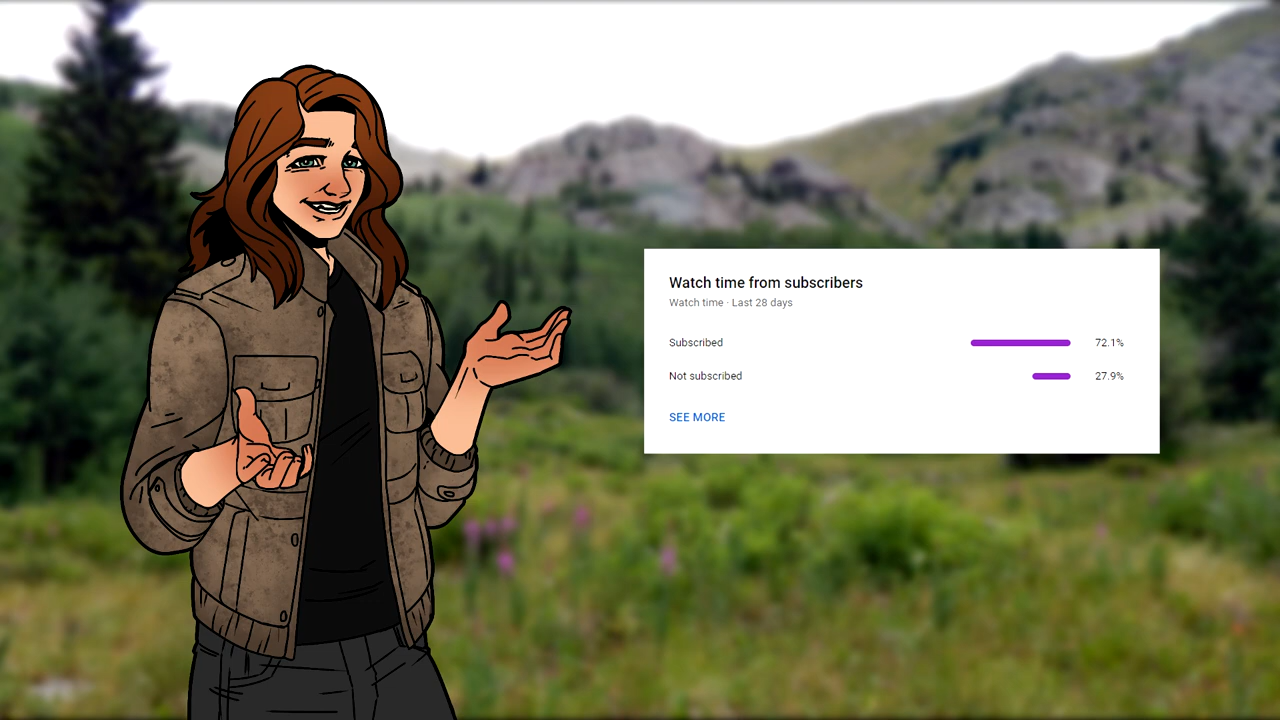 Watch time from subscribers
Watch time · Last 28 days
Subscribed 72.1%
Not subscribed 27.9%
SEE MORE